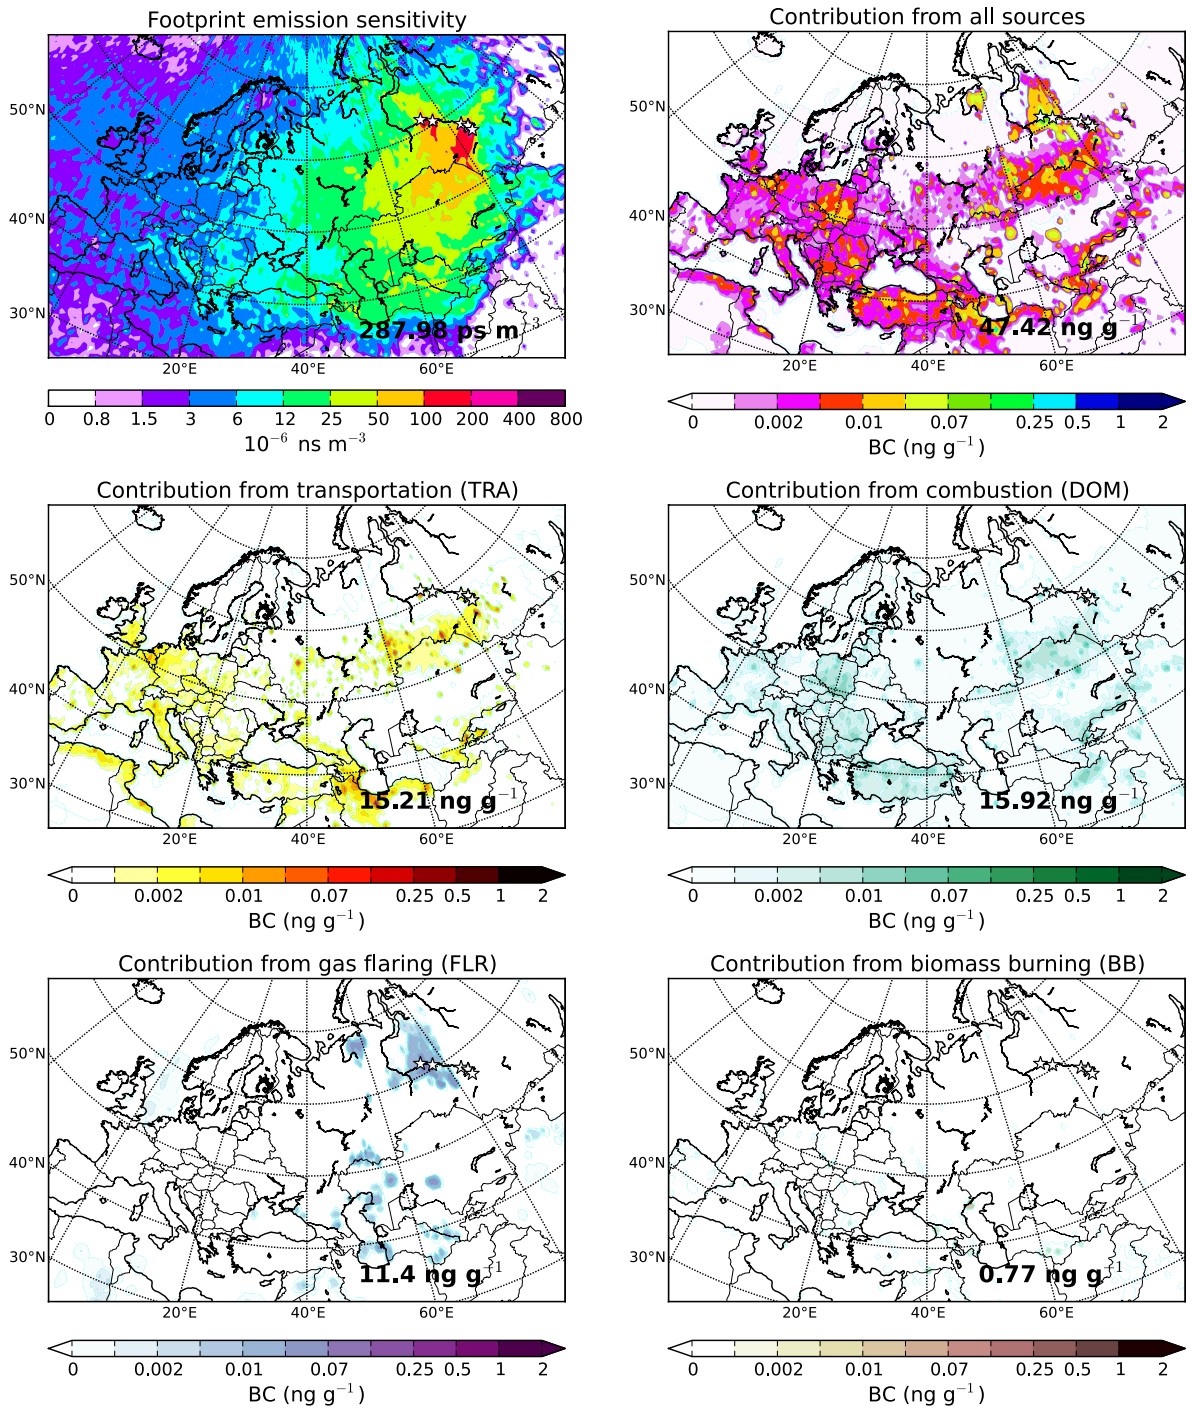 Footprint emission sensitivity
Contribution from all sources
50°N
40°N
30°N
287.98 ps m⁻³
20°E
40°E
60°E
0 0.8 1.5 3 6 12 25 50 100 200 400 800
10⁻⁶ ns m⁻³
50°N
40°N
30°N
47.42 ng g⁻¹
20°E
40°E
60°E
0 0.002 0.01 0.07 0.25 0.5 1 2
BC (ng g⁻¹)
Contribution from transportation (TRA)
Contribution from combustion (DOM)
50°N
40°N
30°N
15.21 ng g⁻¹
20°E
40°E
60°E
0 0.002 0.01 0.07 0.25 0.5 1 2
BC (ng g⁻¹)
50°N
40°N
30°N
15.92 ng g⁻¹
20°E
40°E
60°E
0 0.002 0.01 0.07 0.25 0.5 1 2
BC (ng g⁻¹)
Contribution from gas flaring (FLR)
Contribution from biomass burning (BB)
50°N
40°N
30°N
11.4 ng g⁻¹
20°E
40°E
60°E
0 0.002 0.01 0.07 0.25 0.5 1 2
BC (ng g⁻¹)
50°N
40°N
30°N
0.77 ng g⁻¹
20°E
40°E
60°E
0 0.002 0.01 0.07 0.25 0.5 1 2
BC (ng g⁻¹)